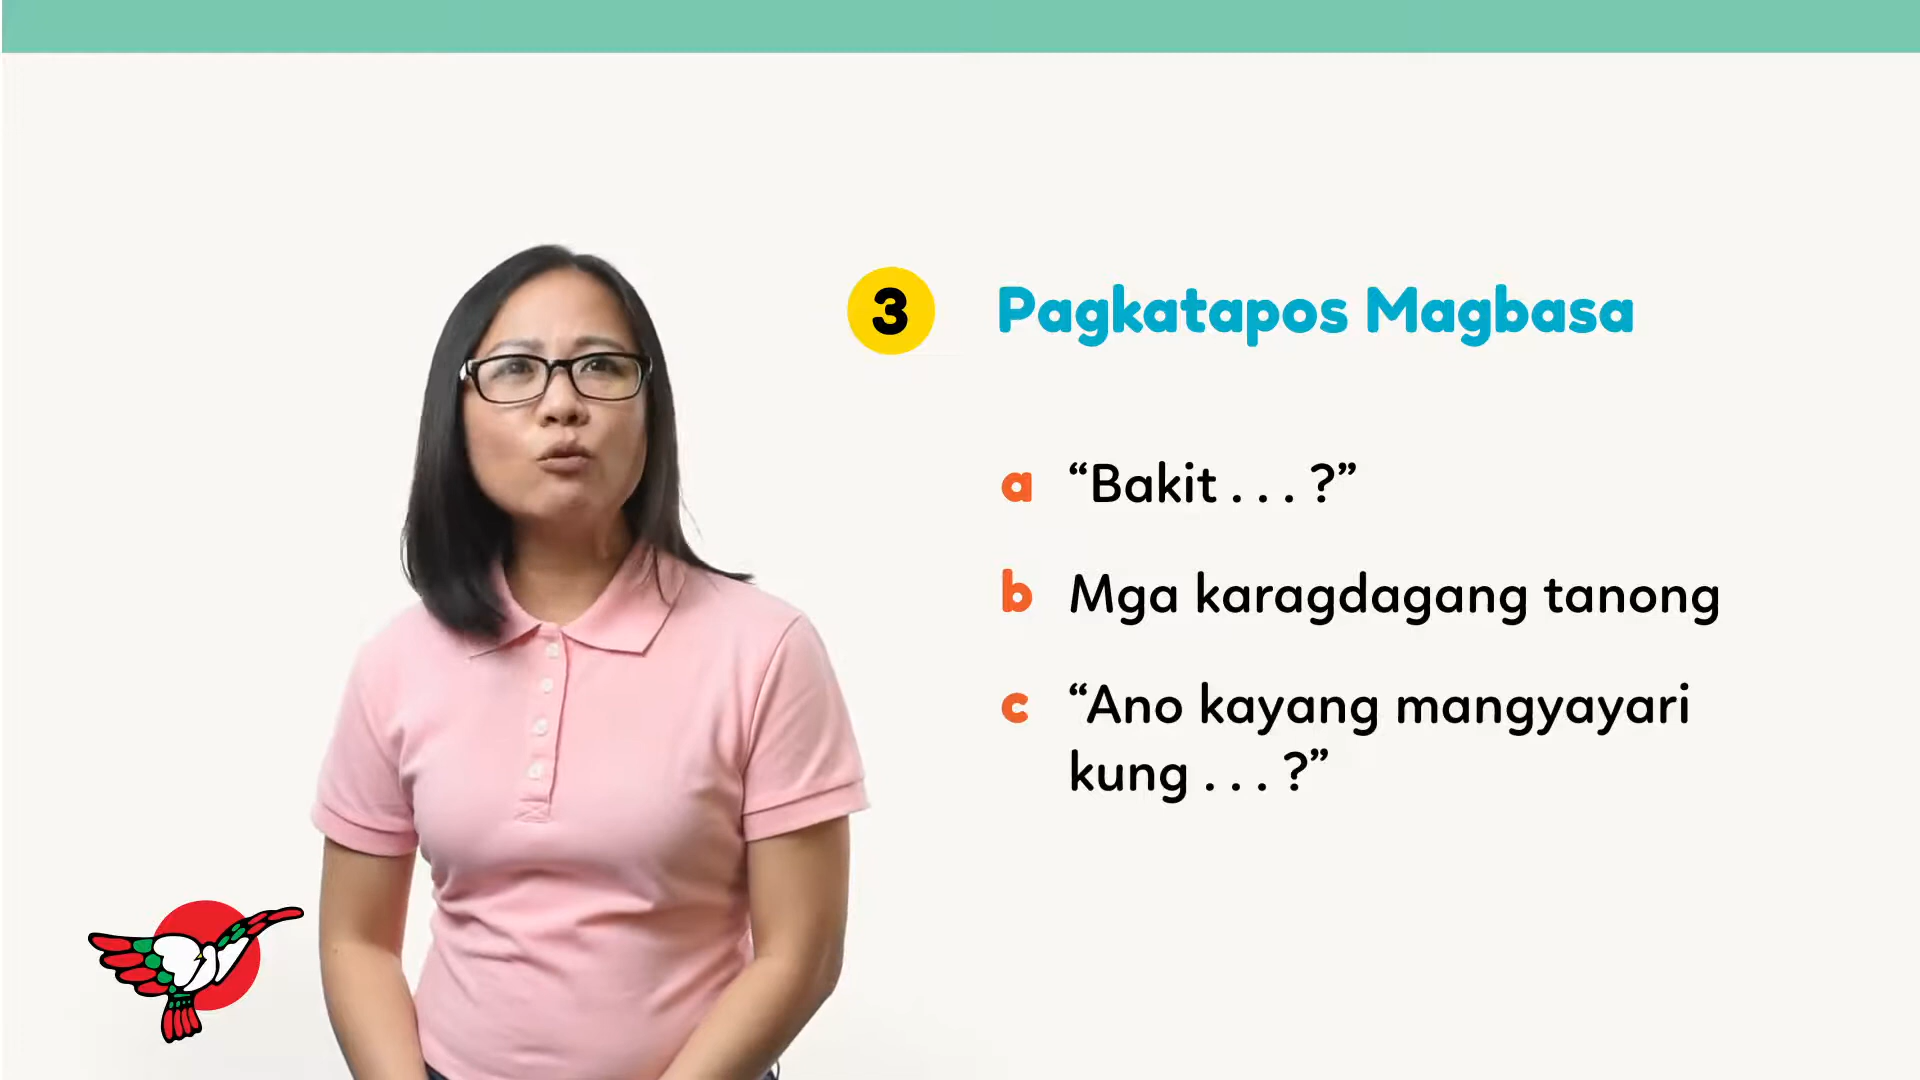 3 Pagkatapos Magbasa
a “Bakit . . . ?”
b Mga karagdagang tanong
c “Ano kayang mangyayari
kung . . . ?”